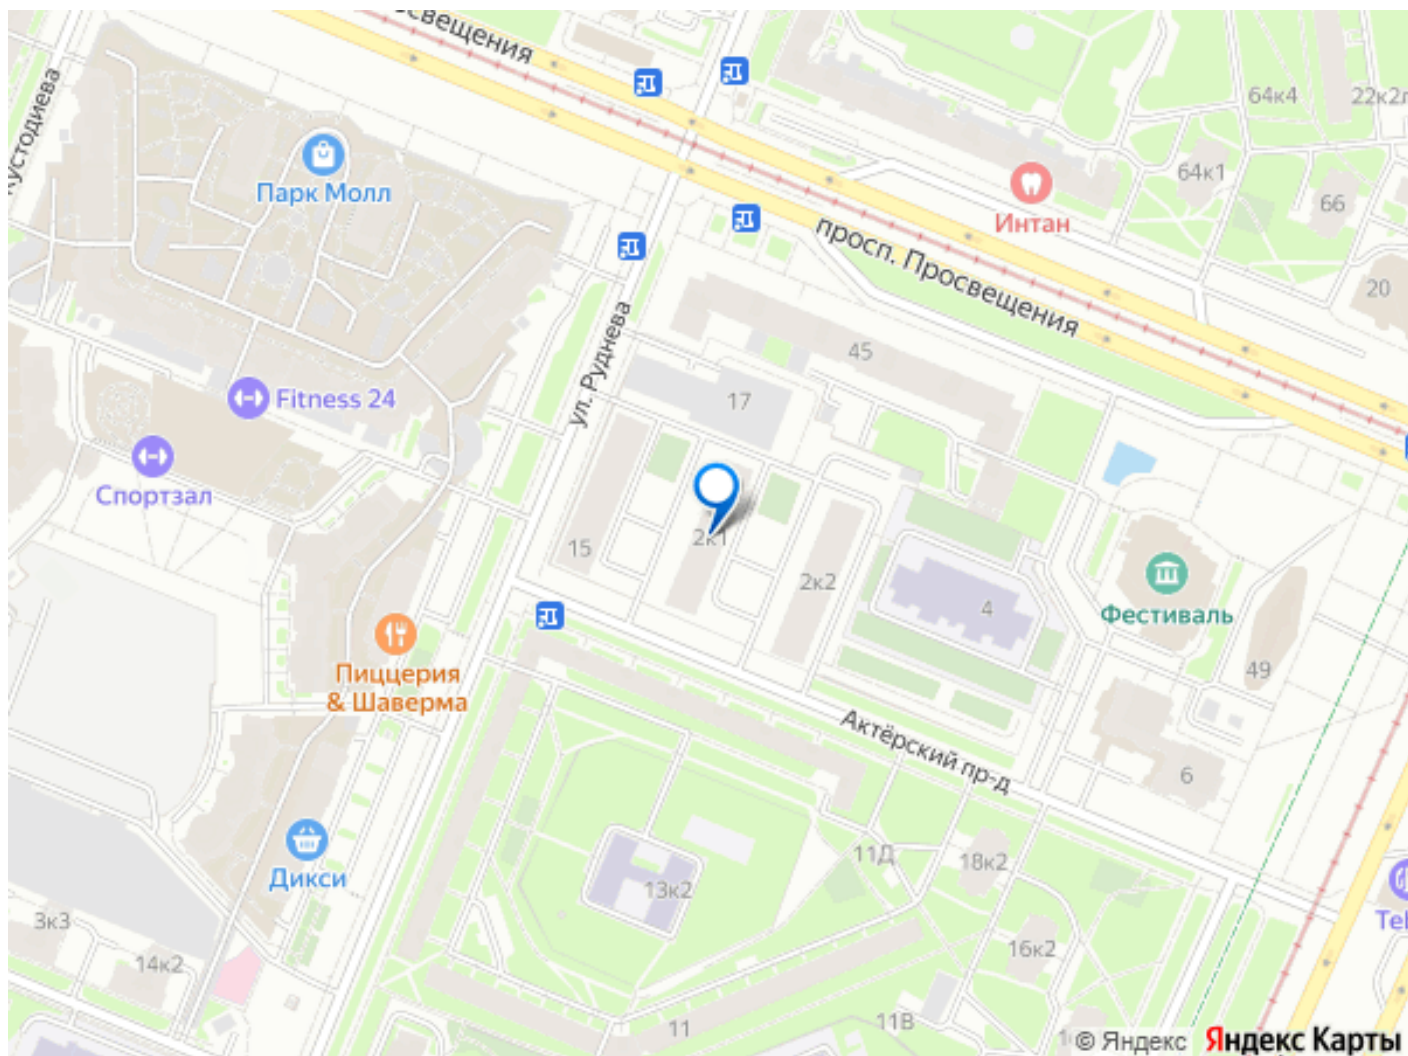 просвещения
Кустодиева
Парк Молл
64к4
64к1
66
Интан
20
просп. Просвещения
ул. Руднева
45
17
Fitness 24
Спортзал
15
2к1
2к2
4
Фестиваль
49
Пиццерия
& Шаверма
Актёрский пр-д
6
Дикси
13к2
11Д
18к2
16к2
3к3
14к2
11
11В
© Яндекс
Яндекс Карты